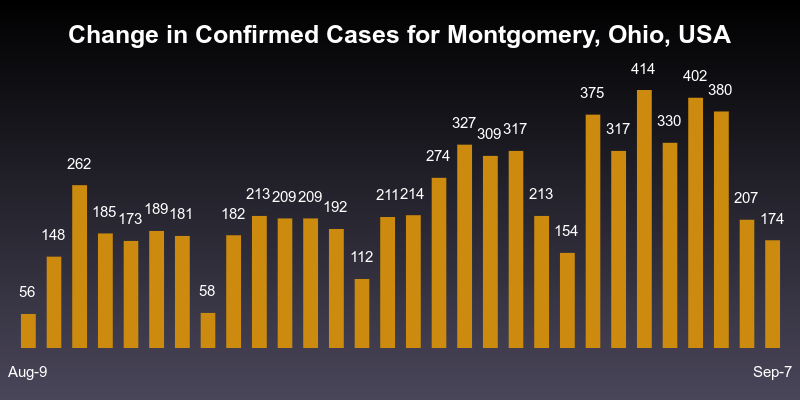 Change in Confirmed Cases for Montgomery, Ohio, USA
56 148 262 185 173 189 181 58 182 213 209 209 192 112 211 214 274 327 309 317 213 154 375 317 414 330 402 380 207 174
Aug-9 Sep-7